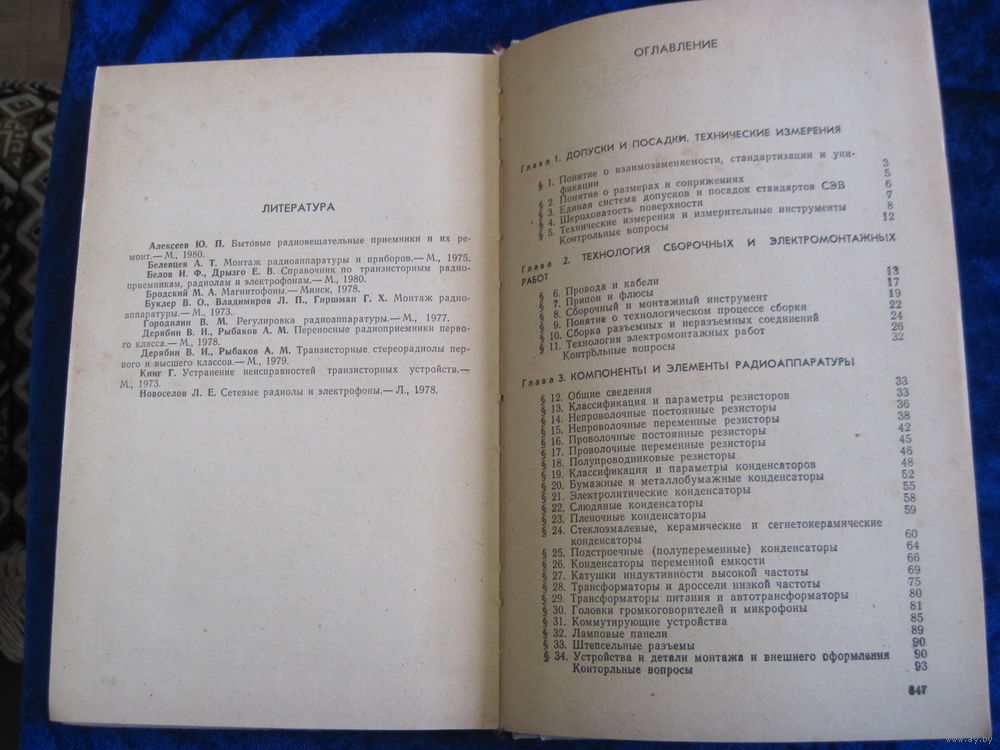 ЛИТЕРАТУРА
Алексеев Ю. П. Бытовые радиовещательные приемники и их ре-
монт.— М., 1980.
Белевцев А. Т. Монтаж радиоаппаратуры и приборов.— М., 1975.
Белов И. Ф., Дрызго Е. В. Справочник по транзисторным радио-
приемникам, радиолам и электрофонам.— М., 1980.
Бродский М. А. Магнитофоны.— Минск, 1978.
Буклер В. О., Владимиров Л. П., Гиршман Г. Х. Монтаж радио-
аппаратуры.— М., 1973.
Городилин В. М. Регулировка радиоаппаратуры.— М., 1977.
Дерябин В. И., Рыбаков А. М. Переносные радиоприемники перво-
го класса.— М., 1978.
Дерябин В. И., Рыбаков А. М. Транзисторные стереорадиолы пер-
вого и высшего классов.— М., 1979.
Кинг Г. Устранение неисправностей транзисторных устройств.—
М., 1973.
Новоселов Л. Е. Сетевые радиолы и электрофоны.— Л., 1978.
ОГЛАВЛЕНИЕ
Глава 1. ДОПУСКИ И ПОСАДКИ. ТЕХНИЧЕСКИЕ ИЗМЕРЕНИЯ
§ 1. Понятие о взаимозаменяемости, стандартизации и уни-
фикации 3
§ 2. Понятие о размерах и сопряжениях 5
§ 3. Единая система допусков и посадок стандартов СЭВ 6
§ 4. Шероховатость поверхности 7
§ 5. Технические измерения и измерительные инструменты 8
Контрольные вопросы 12
Глава 2. ТЕХНОЛОГИЯ СБОРОЧНЫХ И ЭЛЕКТРОМОНТАЖНЫХ
РАБОТ
§ 6. Провода и кабели 13
§ 7. Припои и флюсы 17
§ 8. Сборочный и монтажный инструмент 19
§ 9. Понятие о технологическом процессе сборки 22
§ 10. Сборка разъемных и неразъемных соединений 24
§ 11. Технология электромонтажных работ 26
Контрольные вопросы 32
Глава 3. КОМПОНЕНТЫ И ЭЛЕМЕНТЫ РАДИОАППАРАТУРЫ
§ 12. Общие сведения 33
§ 13. Классификация и параметры резисторов 33
§ 14. Непроволочные постоянные резисторы 36
§ 15. Непроволочные переменные резисторы 38
§ 16. Проволочные постоянные резисторы 42
§ 17. Проволочные переменные резисторы 45
§ 18. Полупроводниковые резисторы 46
§ 19. Классификация и параметры конденсаторов 48
§ 20. Бумажные и металлобумажные конденсаторы 52
§ 21. Электролитические конденсаторы 55
§ 22. Слюдяные конденсаторы 58
§ 23. Пленочные конденсаторы 59
§ 24. Стеклоэмалевые, керамические и сегнетокерамические
конденсаторы 60
§ 25. Подстроечные (полупеременные) конденсаторы 64
§ 26. Конденсаторы переменной емкости 66
§ 27. Катушки индуктивности высокой частоты 69
§ 28. Трансформаторы и дроссели низкой частоты 75
§ 29. Трансформаторы питания и автотрансформаторы 80
§ 30. Головки громкоговорителей и микрофоны 81
§ 31. Коммутирующие устройства 85
§ 32. Ламповые панели 89
§ 33. Штепсельные разъемы 90
§ 34. Устройства и детали монтажа и внешнего оформления 90
Конторльные вопросы 93
847
www.ay.by